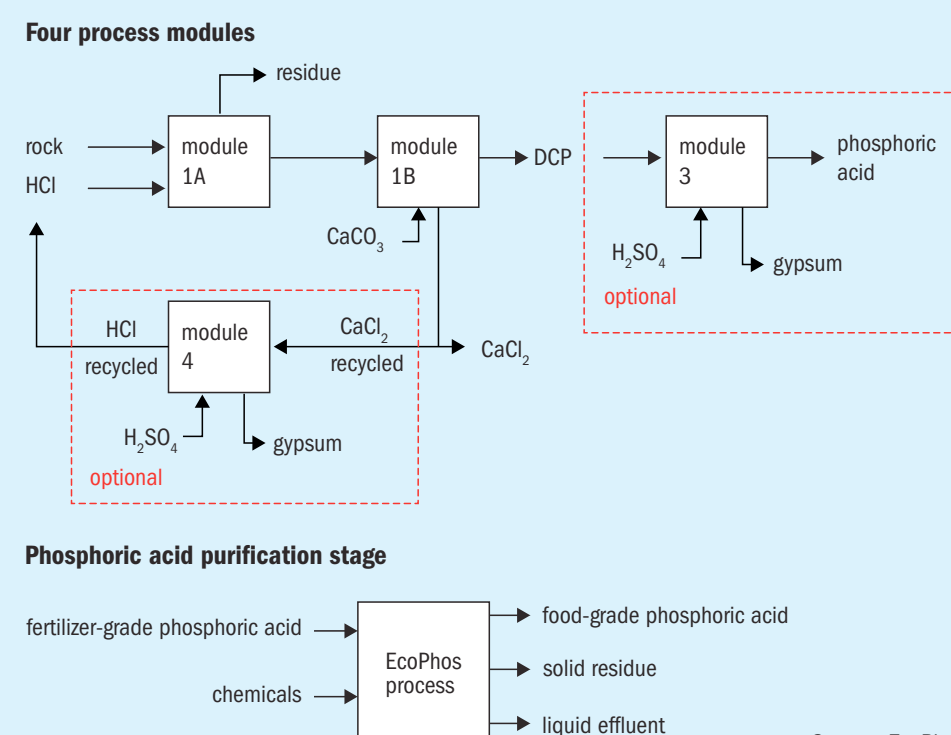 Four process modules
residue
rock
HCl
module
1A
module
1B
DCP
module
3
phosphoric
acid
CaCO₃
H₂SO₄
gypsum
optional
HCl
recycled
module
4
CaCl₂
recycled
CaCl₂
H₂SO₄
gypsum
optional
Phosphoric acid purification stage
fertilizer-grade phosphoric acid
chemicals
EcoPhos
process
food-grade phosphoric acid
solid residue
liquid effluent